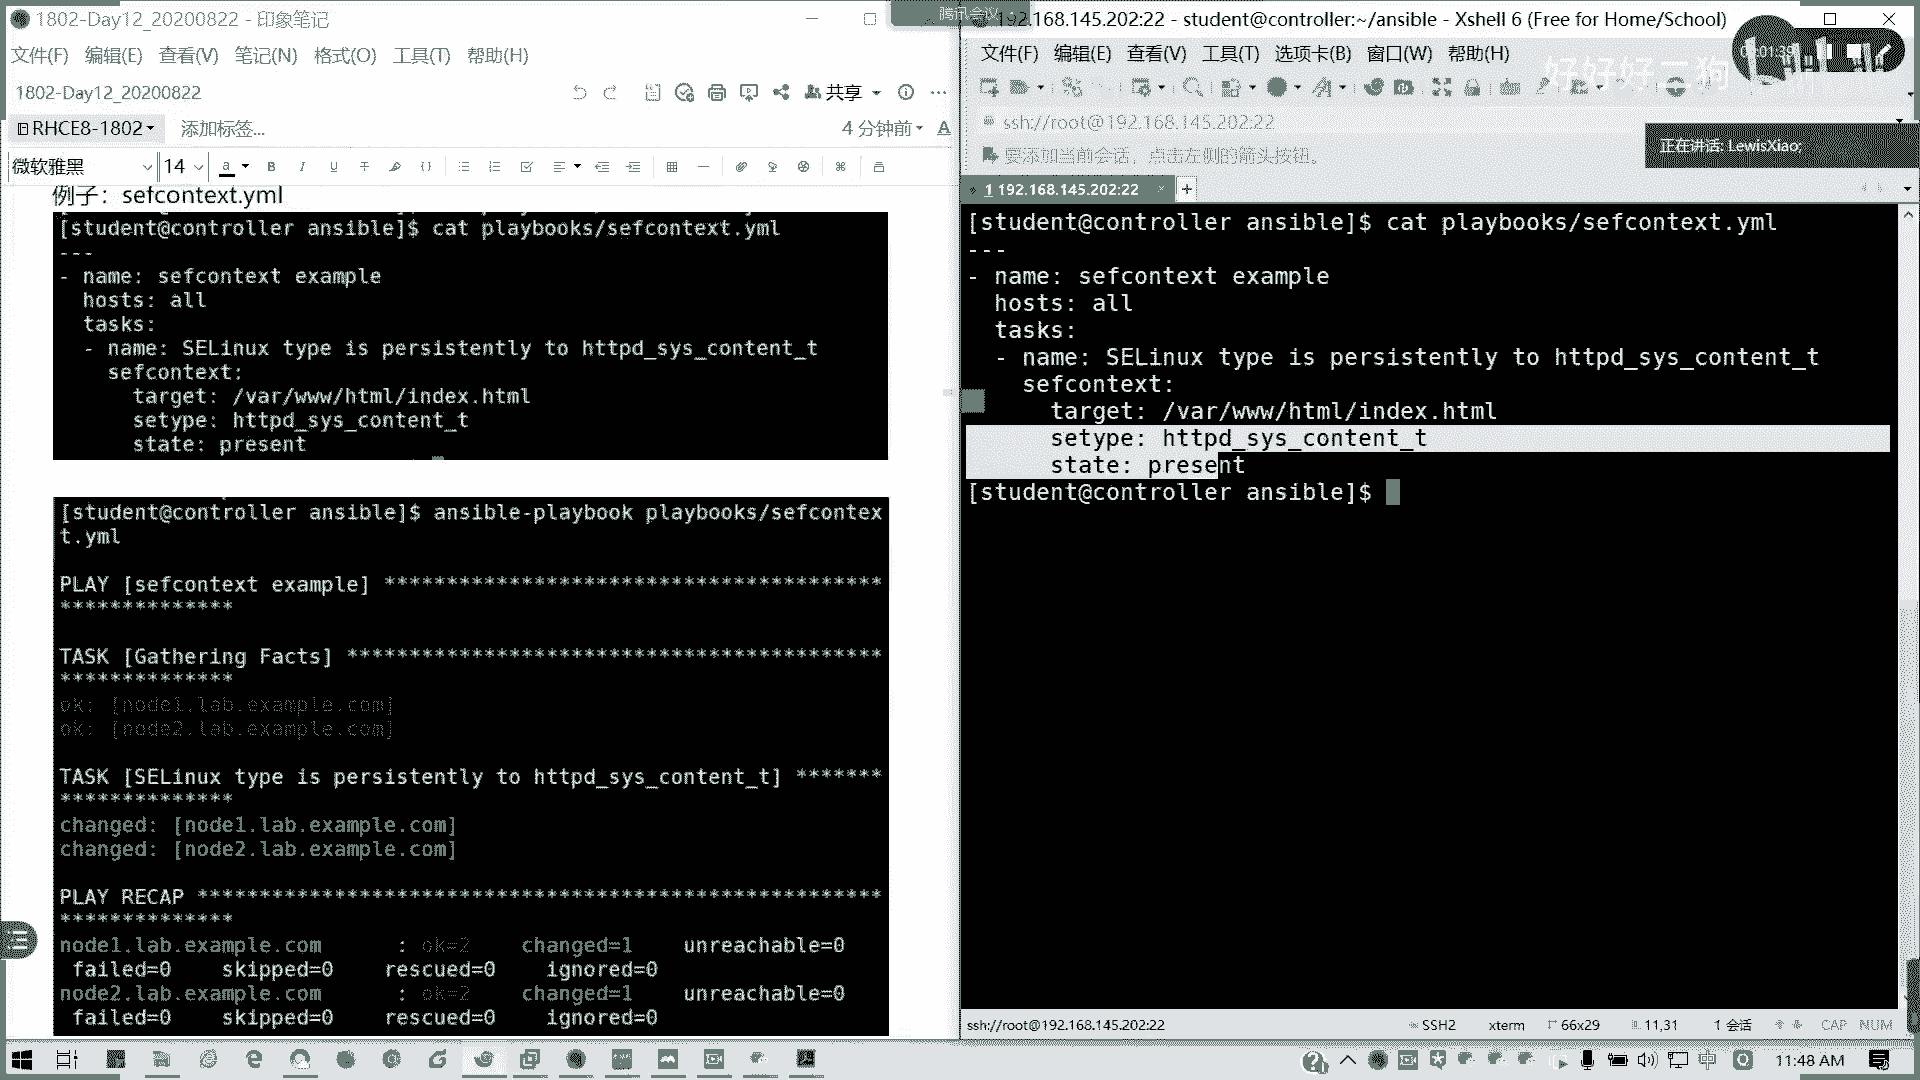 1802-Day12_20200822 - 印象笔记
文件(F) 编辑(E) 查看(V) 笔记(N) 格式(O) 工具(T) 帮助(H)
1802-Day12_20200822
共享
RHCE8-1802
添加标签...
4 分钟前
微软雅黑 14
例子：sefcontext.yml
[student@controller ansible]$ cat playbooks/sefcontext.yml
---
- name: sefcontext example
hosts: all
tasks:
- name: SELinux type is persistently to httpd_sys_content_t
sefcontext:
target: /var/www/html/index.html
setype: httpd_sys_content_t
state: present
[student@controller ansible]$ ansible-playbook playbooks/sefcontex
t.yml
PLAY [sefcontext example] ****************************************
**************
TASK [Gathering Facts] *******************************************
**************
ok: [node1.lab.example.com]
ok: [node2.lab.example.com]
TASK [SELinux type is persistently to httpd_sys_content_t] *******
**************
changed: [node1.lab.example.com]
changed: [node2.lab.example.com]
PLAY RECAP *******************************************************
**************
node1.lab.example.com : ok=2 changed=1 unreachable=0
failed=0 skipped=0 rescued=0 ignored=0
node2.lab.example.com : ok=2 changed=1 unreachable=0
failed=0 skipped=0 rescued=0 ignored=0
腾讯会议
192.168.145.202:22 - student@controller:~/ansible - Xshell 6 (Free for Home/School)
文件(F) 编辑(E) 查看(V) 工具(T) 选项卡(B) 窗口(W) 帮助(H)
好好好二狗
ssh://root@192.168.145.202:22
要添加当前会话，点击左侧的箭头按钮。
正在讲话: LewisXiao;
1 192.168.145.202:22
[student@controller ansible]$ cat playbooks/sefcontext.yml
---
- name: sefcontext example
hosts: all
tasks:
- name: SELinux type is persistently to httpd_sys_content_t
sefcontext:
target: /var/www/html/index.html
setype: httpd_sys_content_t
state: present
[student@controller ansible]$
ssh://root@192.168.145.202:22 SSH2 xterm 66x29 11,31 1 会话 CAP NUM
中 11:48 AM